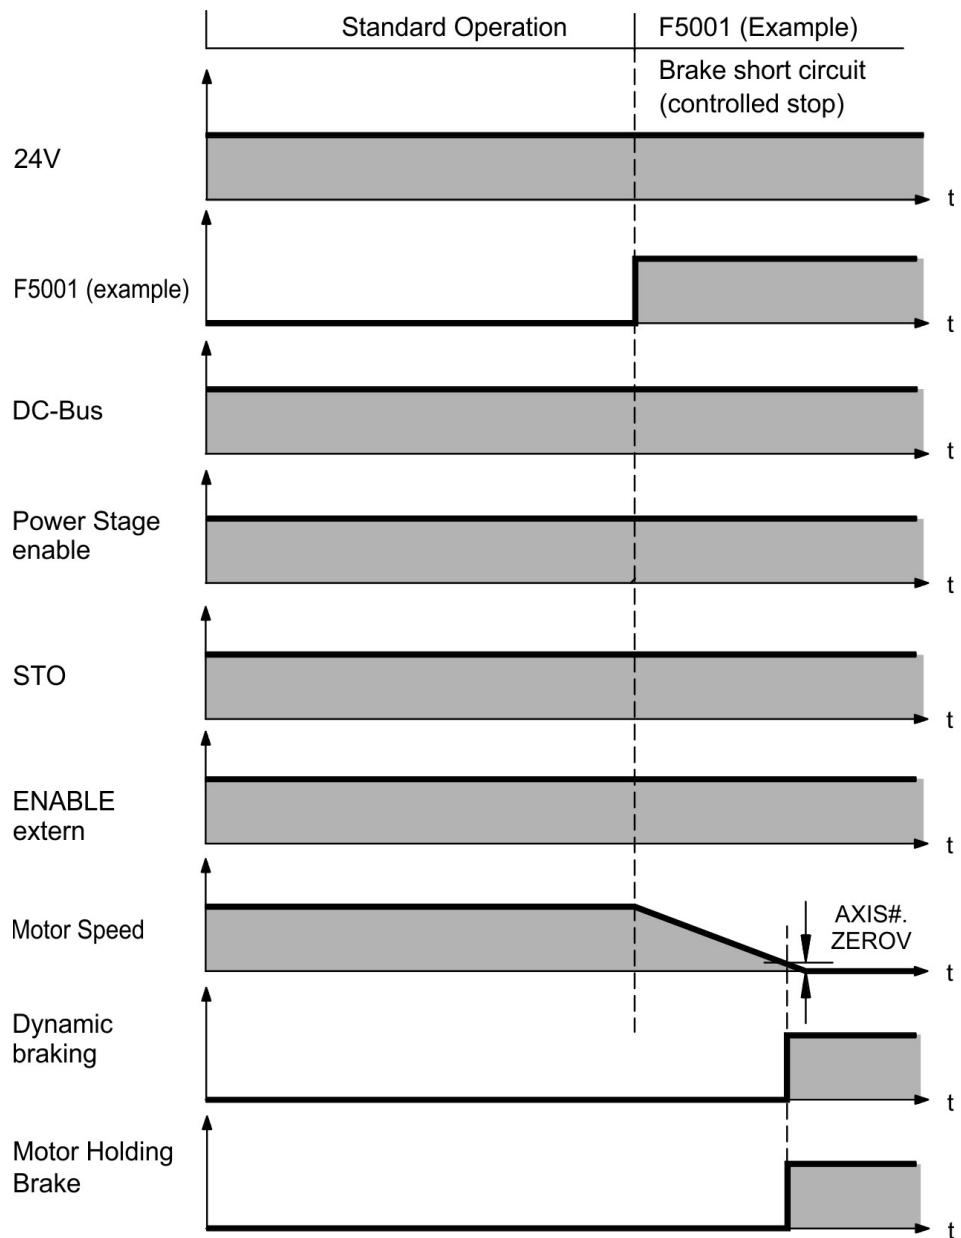 Standard Operation
F5001 (Example)
Brake short circuit
(controlled stop)
24V
t
F5001 (example)
t
DC-Bus
t
Power Stage
enable
t
STO
t
ENABLE
extern
t
Motor Speed
AXIS#.
ZEROV
t
Dynamic
braking
t
Motor Holding
Brake
t